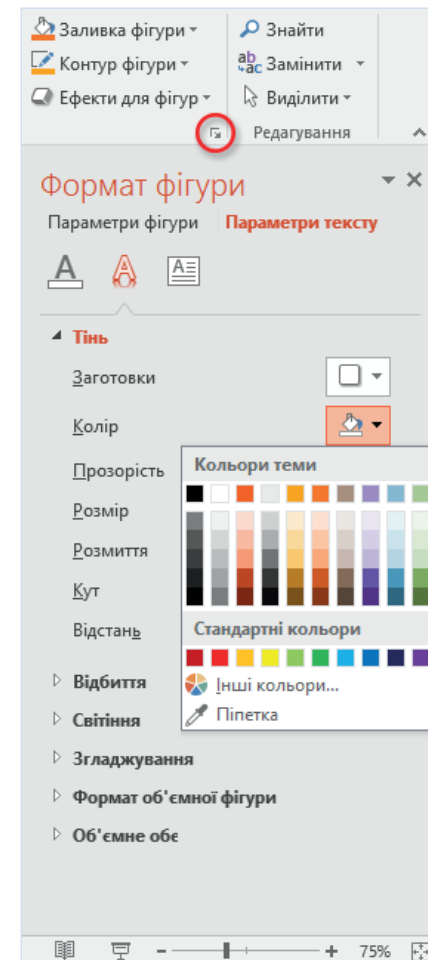 Заливка фігури
Знайти
Контур фігури
Замінити
Ефекти для фігур
Виділити
Редагування
Формат фігури
Параметри фігури Параметри тексту
Тінь
Заготовки
Колір
Прозорість
Кольори теми
Розмір
Розмиття
Кут
Відстань
Стандартні кольори
Інші кольори...
Піпетка
Відбиття
Світіння
Згладжування
Формат об'ємної фігури
Об'ємне обє
75%